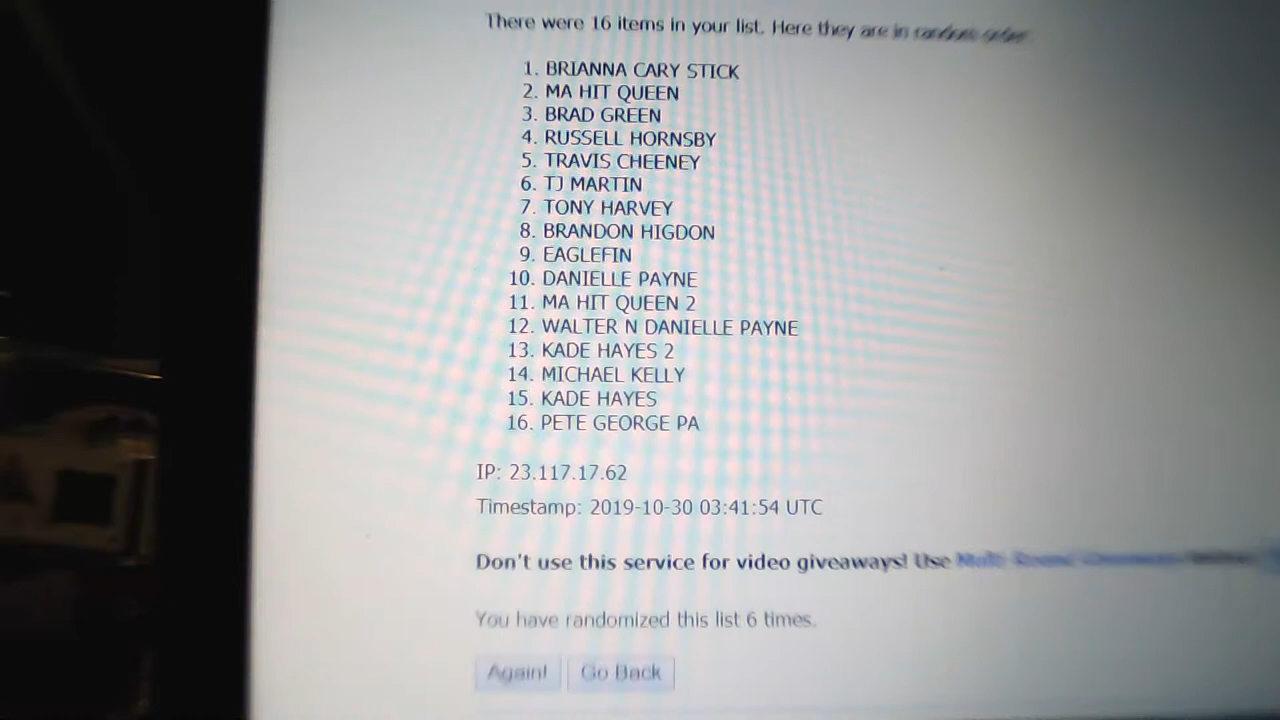 There were 16 items in your list. Here they are in random order:
1. BRIANNA CARY STICK
2. MA HIT QUEEN
3. BRAD GREEN
4. RUSSELL HORNSBY
5. TRAVIS CHEENEY
6. TJ MARTIN
7. TONY HARVEY
8. BRANDON HIGDON
9. EAGLEFIN
10. DANIELLE PAYNE
11. MA HIT QUEEN 2
12. WALTER N DANIELLE PAYNE
13. KADE HAYES 2
14. MICHAEL KELLY
15. KADE HAYES
16. PETE GEORGE PA
IP: 23.117.17.62
Timestamp: 2019-10-30 03:41:54 UTC
Don't use this service for video giveaways! Use
You have randomized this list 6 times.
Again! Go Back